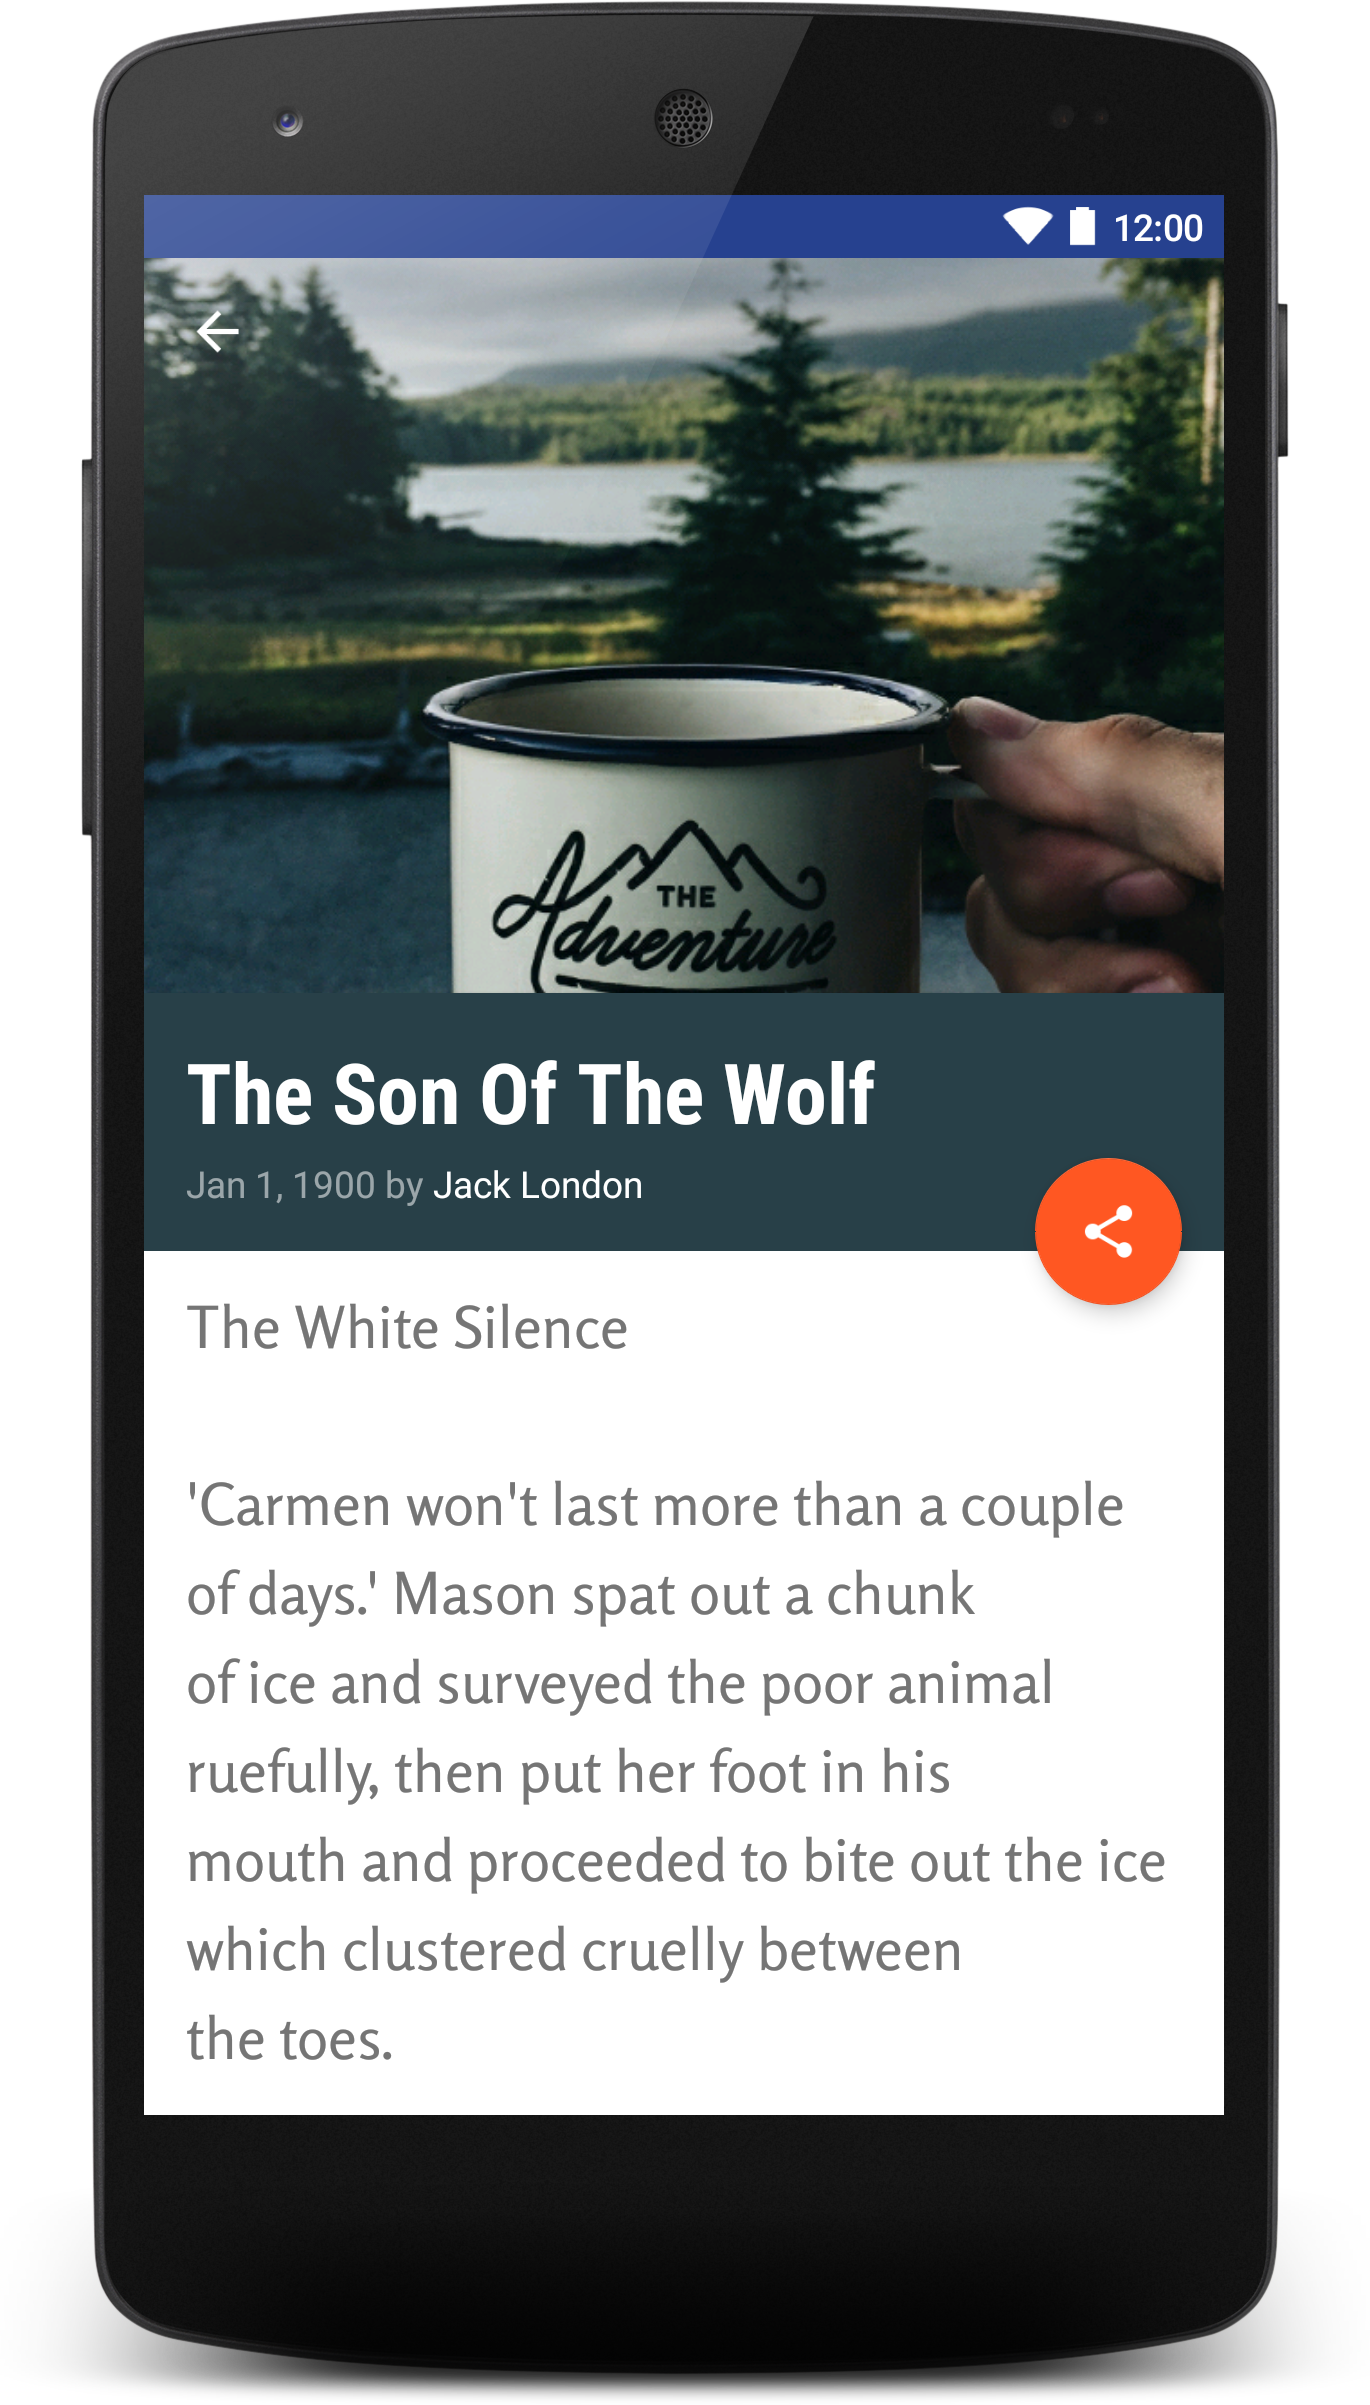 12:00
THE
Adventure
The Son Of The Wolf
Jan 1, 1900 by Jack London
The White Silence
'Carmen won't last more than a couple
of days.' Mason spat out a chunk
of ice and surveyed the poor animal
ruefully, then put her foot in his
mouth and proceeded to bite out the ice
which clustered cruelly between
the toes.